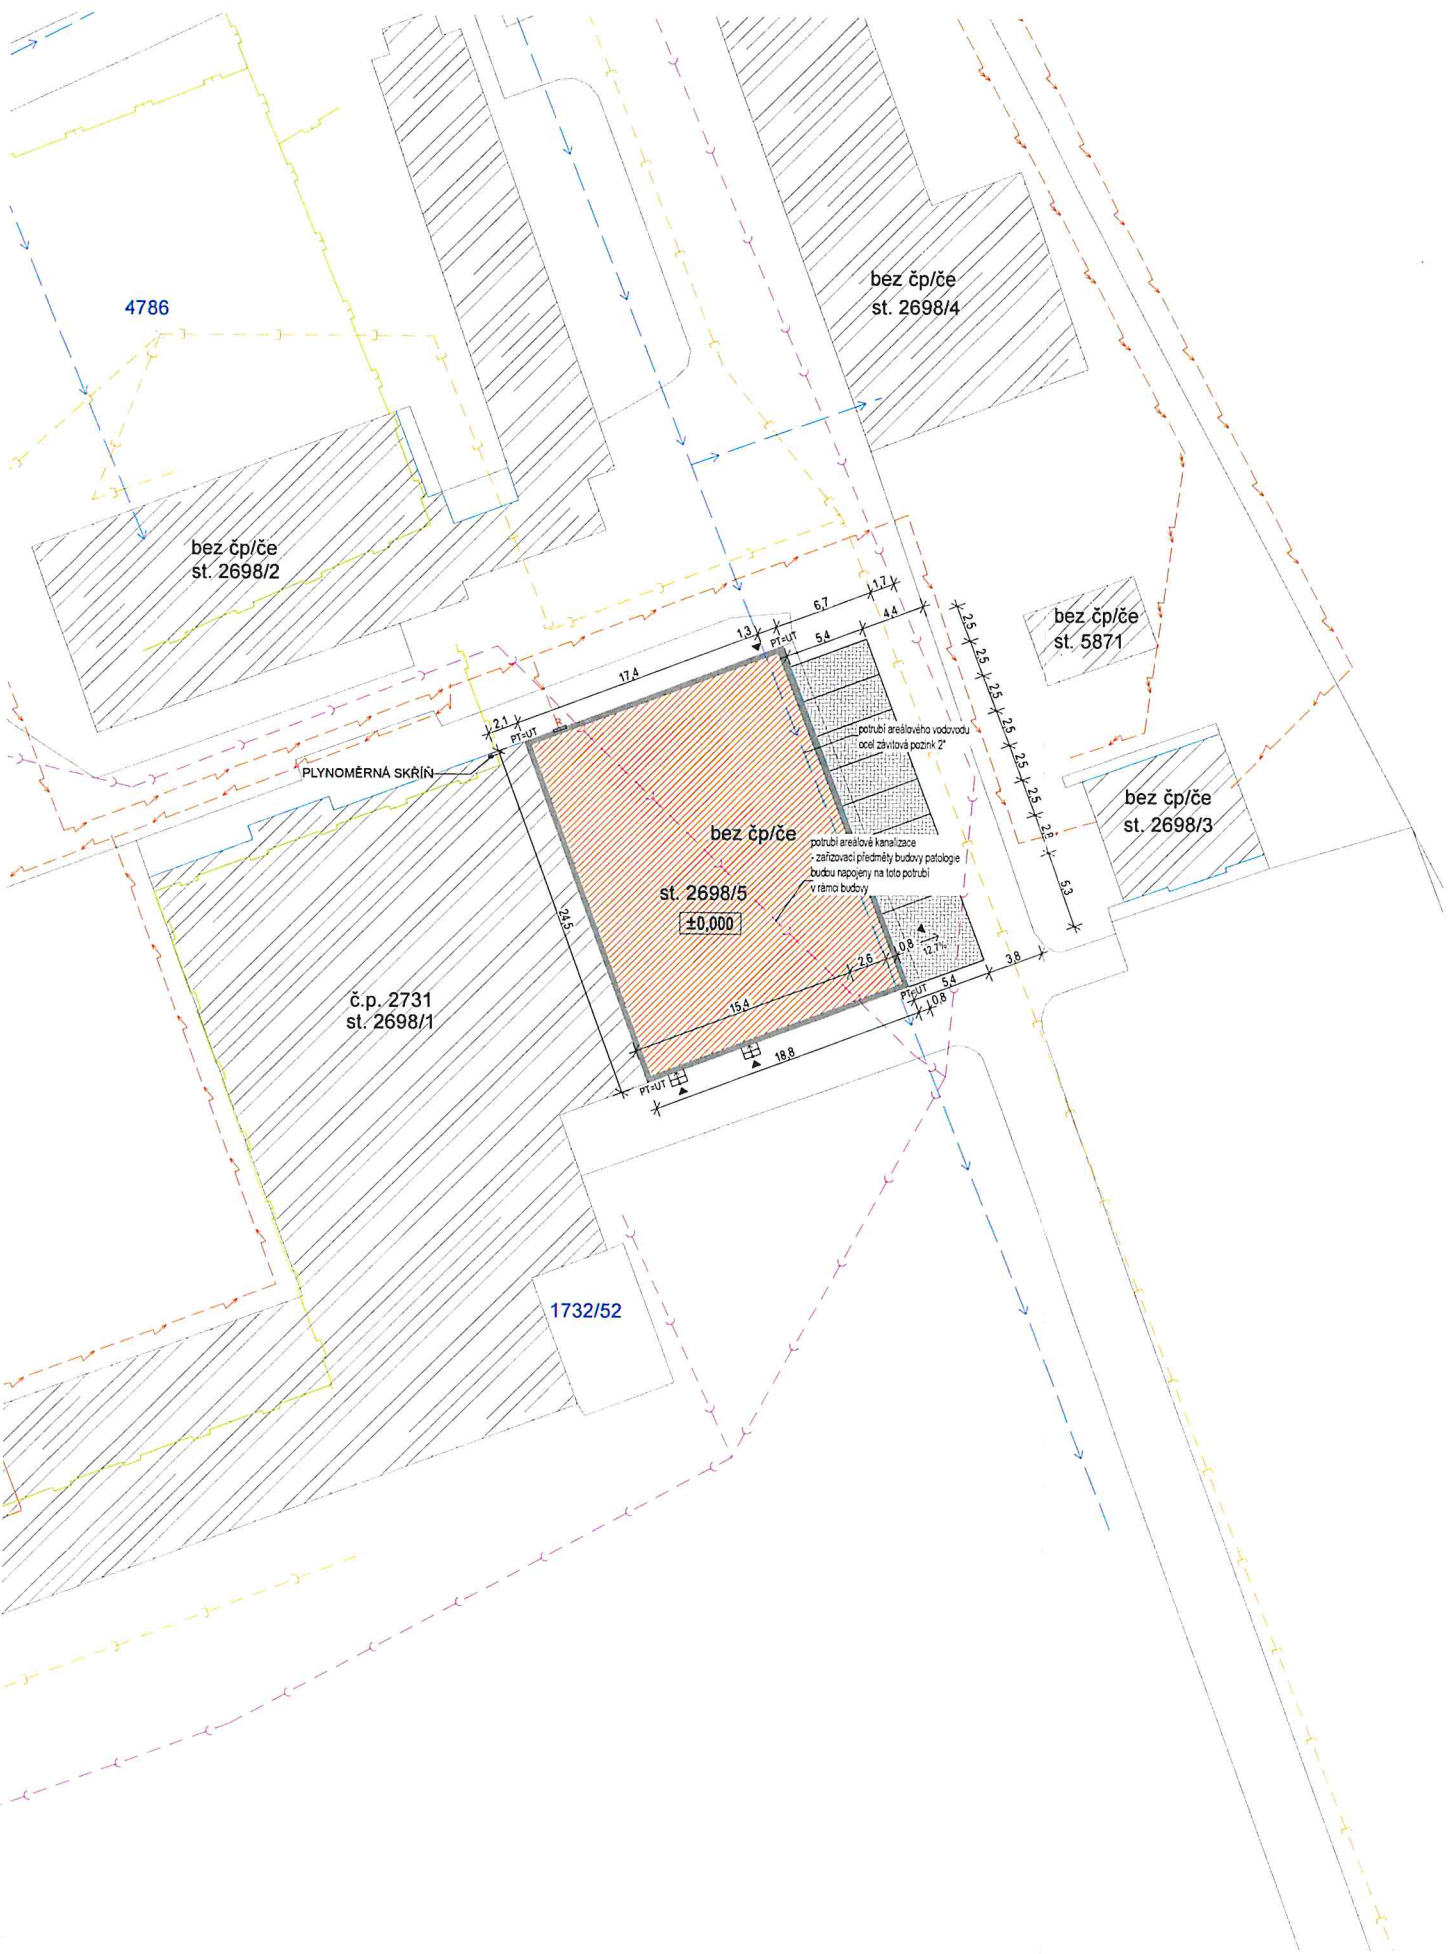 4786
bez čp/če
st. 2698/4
bez čp/če
st. 2698/2
bez čp/če
st. 5871
1,7
6,7
4,4
1,3
PT=UT
5,4
17,4
2,1
PT=UT
R
PLYNOMĚRNÁ SKŘÍŇ
2,5
2,5
2,5
2,5
2,5
2,5
2,8
5,3
potrubí areálového vodovodu
ocel závitová pozink 2"
bez čp/če
st. 2698/3
bez čp/če
st. 2698/5
±0,000
potrubí areálové kanalizace
- zařizovací předměty budovy patologie
budou napojeny na toto potrubí
v rámci budovy
24,5
12,7%
0,8
2,6
3,8
5,4
PT=UT
0,8
15,4
18,8
PT=UT
č.p. 2731
st. 2698/1
1732/52